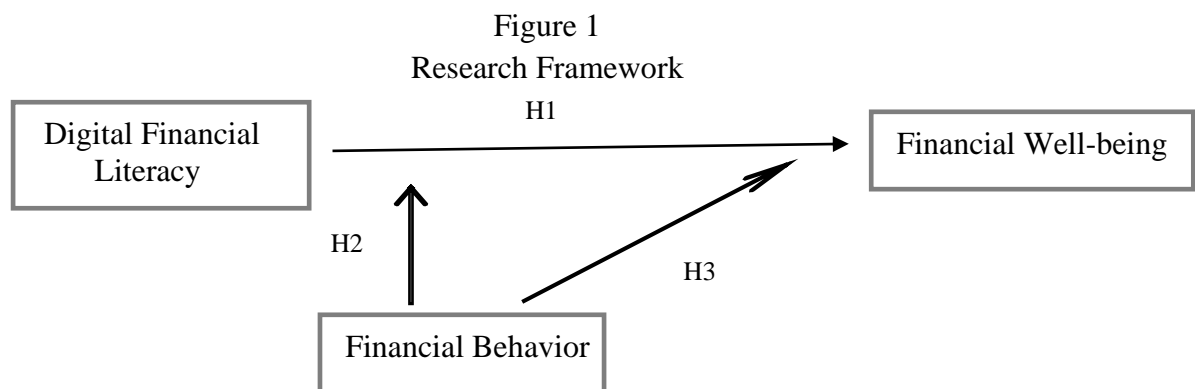 Figure 1
Research Framework
H1
Digital Financial
Literacy
Financial Well-being
H2
H3
Financial Behavior